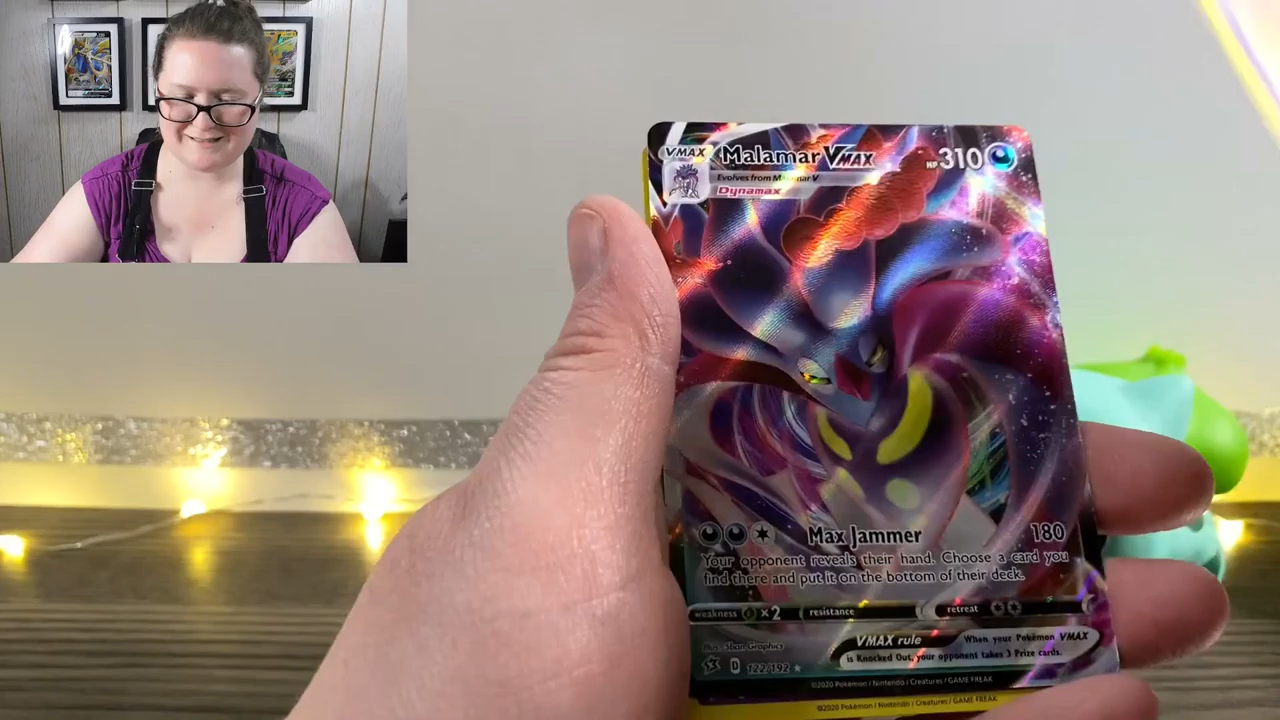 VMAX Malamar VMAX HP 310
Evolves from Malamar V
Dynamax
Max Jammer 180
Your opponent reveals their hand. Choose a card you
find there and put it on the bottom of their deck.
weakness ×2 resistance retreat
VMAX rule When your Pokémon VMAX
is Knocked Out, your opponent takes 3 Prize cards.
Illus. 5ban Graphics
D 122/192 ★
©2020 Pokémon / Nintendo / Creatures / GAME FREAK
©2020 Pokémon / Nintendo / Creatures / GAME FREAK